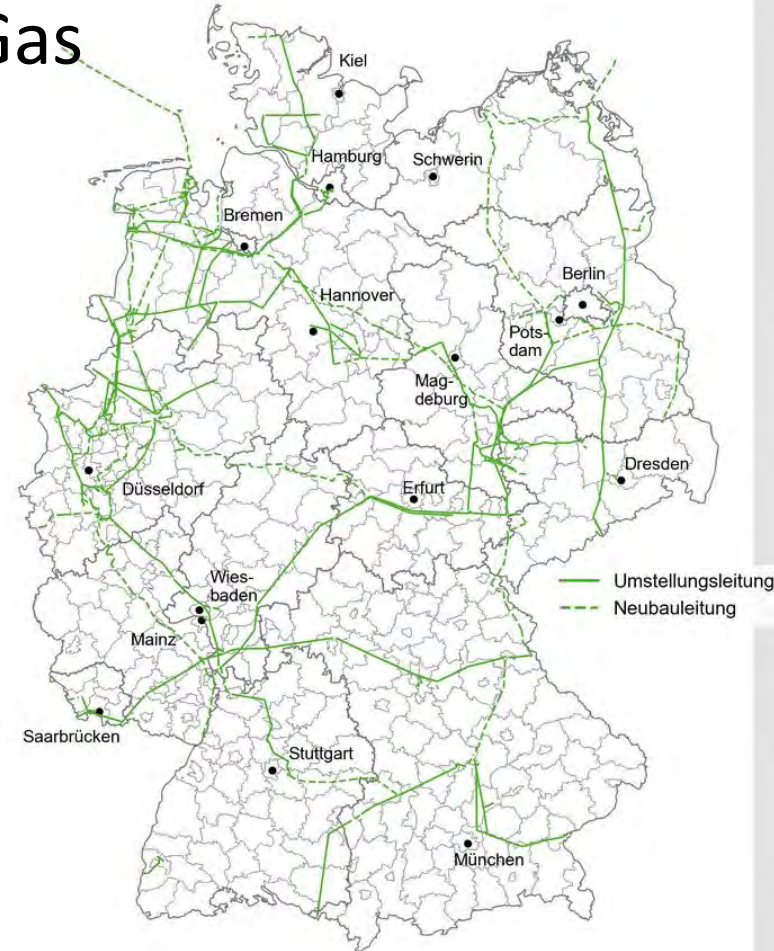 Gas
Kiel
Hamburg
Schwerin
Bremen
Berlin
Hannover
Pots-
dam
Mag-
deburg
Dresden
Düsseldorf
Erfurt
Wies-
baden
Umstellungsleitung
Neubauleitung
Mainz
Saarbrücken
Stuttgart
München